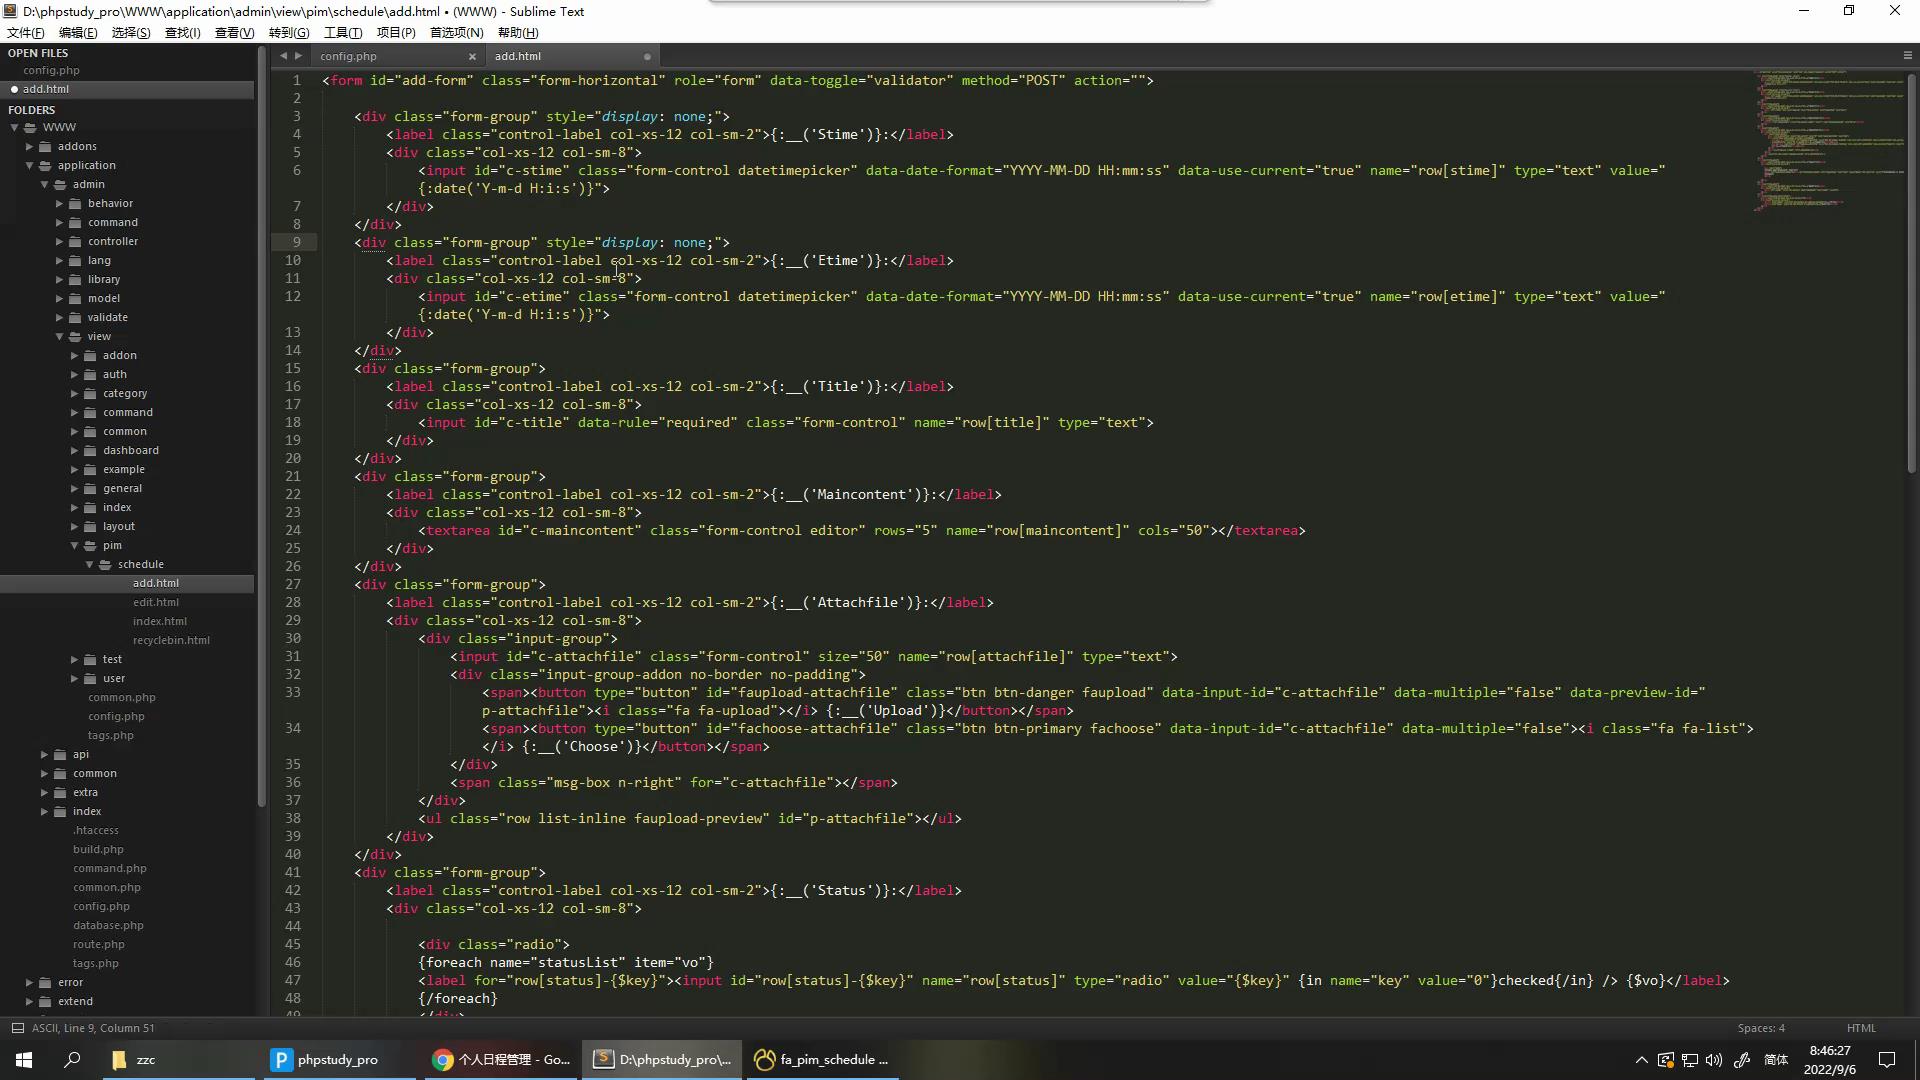 D:\phpstudy_pro\WWW\application\admin\view\pim\schedule\add.html • (WWW) - Sublime Text
文件(F) 编辑(E) 选择(S) 查找(I) 查看(V) 转到(G) 工具(T) 项目(P) 首选项(N) 帮助(H)
OPEN FILES
config.php
add.html
FOLDERS
WWW
addons
application
admin
behavior
command
controller
lang
library
model
validate
view
addon
auth
category
command
common
dashboard
example
general
index
layout
pim
schedule
add.html
edit.html
index.html
recyclebin.html
test
user
common.php
config.php
tags.php
api
common
extra
index
.htaccess
build.php
command.php
common.php
config.php
database.php
route.php
tags.php
error
extend
config.php × add.html
1 <form id="add-form" class="form-horizontal" role="form" data-toggle="validator" method="POST" action="">
2
3 <div class="form-group" style="display: none;">
4 <label class="control-label col-xs-12 col-sm-2">{:__('Stime')}:</label>
5 <div class="col-xs-12 col-sm-8">
6 <input id="c-stime" class="form-control datetimepicker" data-date-format="YYYY-MM-DD HH:mm:ss" data-use-current="true" name="row[stime]" type="text" value="
{:date('Y-m-d H:i:s')}">
7 </div>
8 </div>
9 <div class="form-group" style="display: none;">
10 <label class="control-label col-xs-12 col-sm-2">{:__('Etime')}:</label>
11 <div class="col-xs-12 col-sm-8">
12 <input id="c-etime" class="form-control datetimepicker" data-date-format="YYYY-MM-DD HH:mm:ss" data-use-current="true" name="row[etime]" type="text" value="
{:date('Y-m-d H:i:s')}">
13 </div>
14 </div>
15 <div class="form-group">
16 <label class="control-label col-xs-12 col-sm-2">{:__('Title')}:</label>
17 <div class="col-xs-12 col-sm-8">
18 <input id="c-title" data-rule="required" class="form-control" name="row[title]" type="text">
19 </div>
20 </div>
21 <div class="form-group">
22 <label class="control-label col-xs-12 col-sm-2">{:__('Maincontent')}:</label>
23 <div class="col-xs-12 col-sm-8">
24 <textarea id="c-maincontent" class="form-control editor" rows="5" name="row[maincontent]" cols="50"></textarea>
25 </div>
26 </div>
27 <div class="form-group">
28 <label class="control-label col-xs-12 col-sm-2">{:__('Attachfile')}:</label>
29 <div class="col-xs-12 col-sm-8">
30 <div class="input-group">
31 <input id="c-attachfile" class="form-control" size="50" name="row[attachfile]" type="text">
32 <div class="input-group-addon no-border no-padding">
33 <span><button type="button" id="faupload-attachfile" class="btn btn-danger faupload" data-input-id="c-attachfile" data-multiple="false" data-preview-id="
p-attachfile"><i class="fa fa-upload"></i> {:__('Upload')}</button></span>
34 <span><button type="button" id="fachoose-attachfile" class="btn btn-primary fachoose" data-input-id="c-attachfile" data-multiple="false"><i class="fa fa-list">
</i> {:__('Choose')}</button></span>
35 </div>
36 <span class="msg-box n-right" for="c-attachfile"></span>
37 </div>
38 <ul class="row list-inline faupload-preview" id="p-attachfile"></ul>
39 </div>
40 </div>
41 <div class="form-group">
42 <label class="control-label col-xs-12 col-sm-2">{:__('Status')}:</label>
43 <div class="col-xs-12 col-sm-8">
44
45 <div class="radio">
46 {foreach name="statusList" item="vo"}
47 <label for="row[status]-{$key}"><input id="row[status]-{$key}" name="row[status]" type="radio" value="{$key}" {in name="key" value="0"}checked{/in} /> {$vo}</label>
48 {/foreach}
49 </div>
ASCII, Line 9, Column 51 Spaces: 4 HTML
zzc phpstudy_pro 个人日程管理 - Go... D:\phpstudy_pro\... fa_pim_schedule ... 简体 8:46:27
2022/9/6